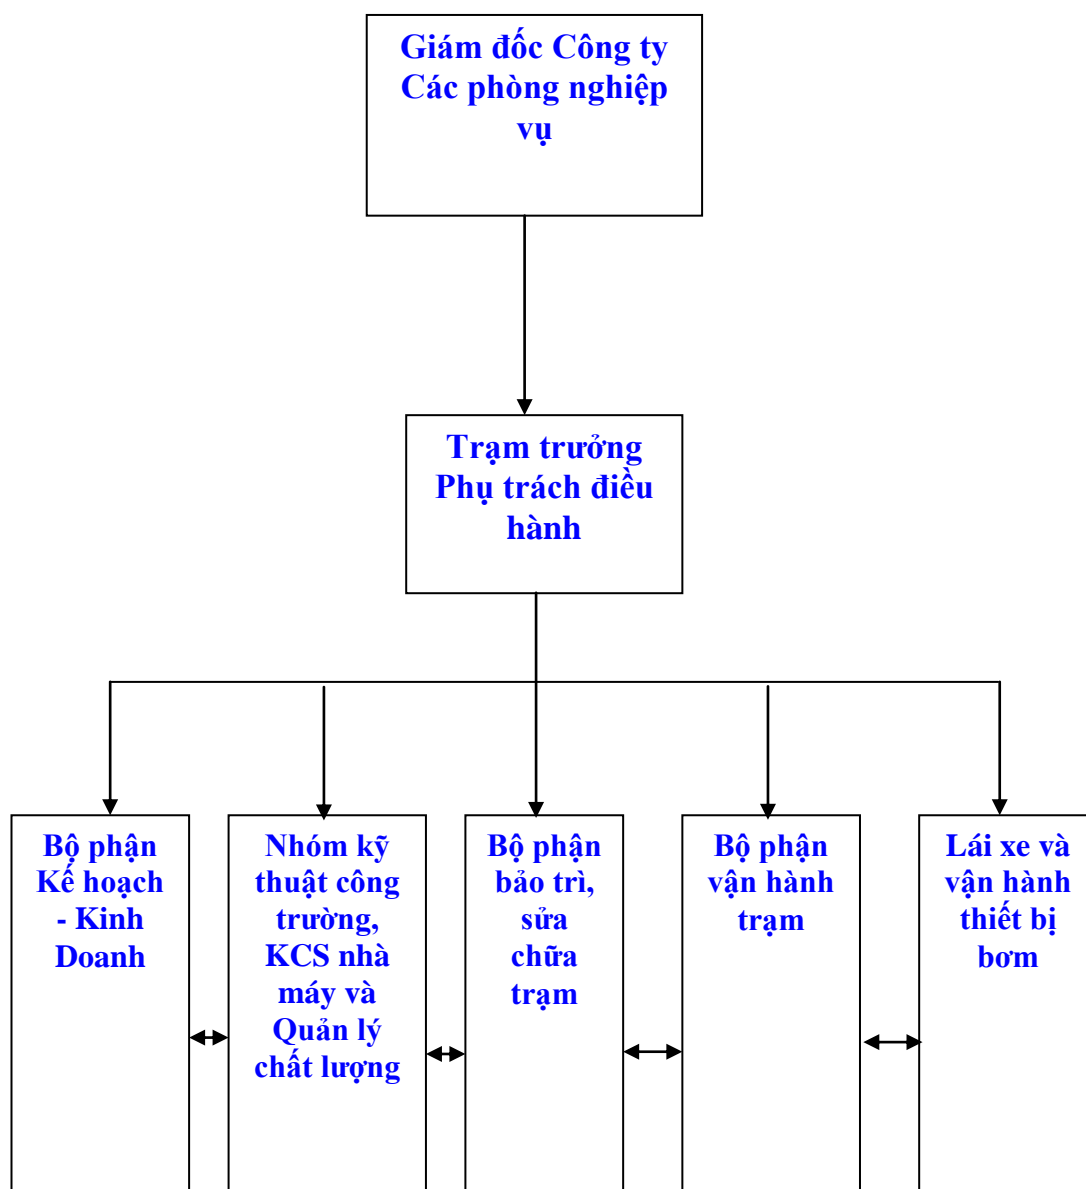 Giám đốc Công ty
Các phòng nghiệp
vụ
Trạm trưởng
Phụ trách điều
hành
Bộ phận
Kế hoạch
- Kinh
Doanh
Nhóm kỹ
thuật công
trường,
KCS nhà
máy và
Quản lý
chất lượng
Bộ phận
bảo trì,
sửa
chữa
trạm
Bộ phận
vận hành
trạm
Lái xe và
vận hành
thiết bị
bơm